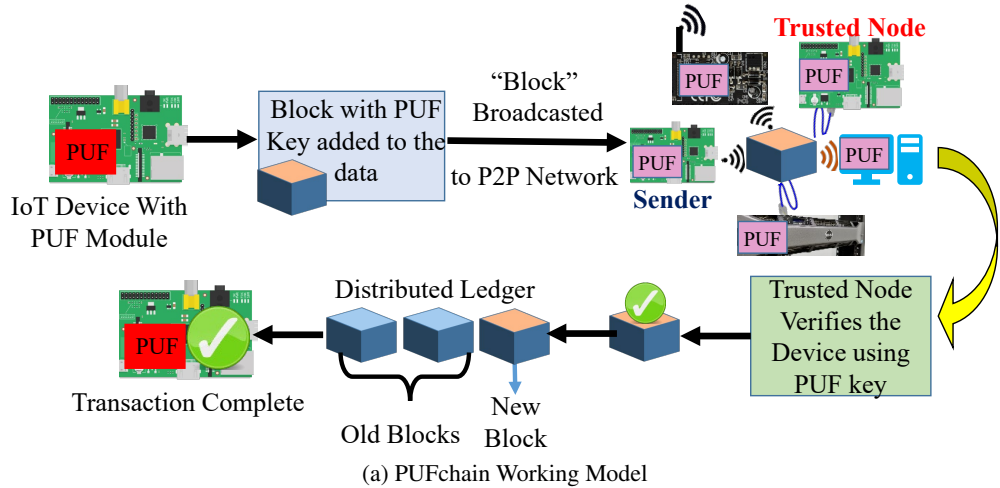 PUF
IoT Device With
PUF Module
Block with PUF
Key added to the
data
“Block”
Broadcasted
to P2P Network
PUF
Sender
PUF
Trusted Node
PUF
PUF
PUF
Trusted Node
Verifies the
Device using
PUF key
Distributed Ledger
New
Block
Old Blocks
PUF
Transaction Complete
(a) PUFchain Working Model